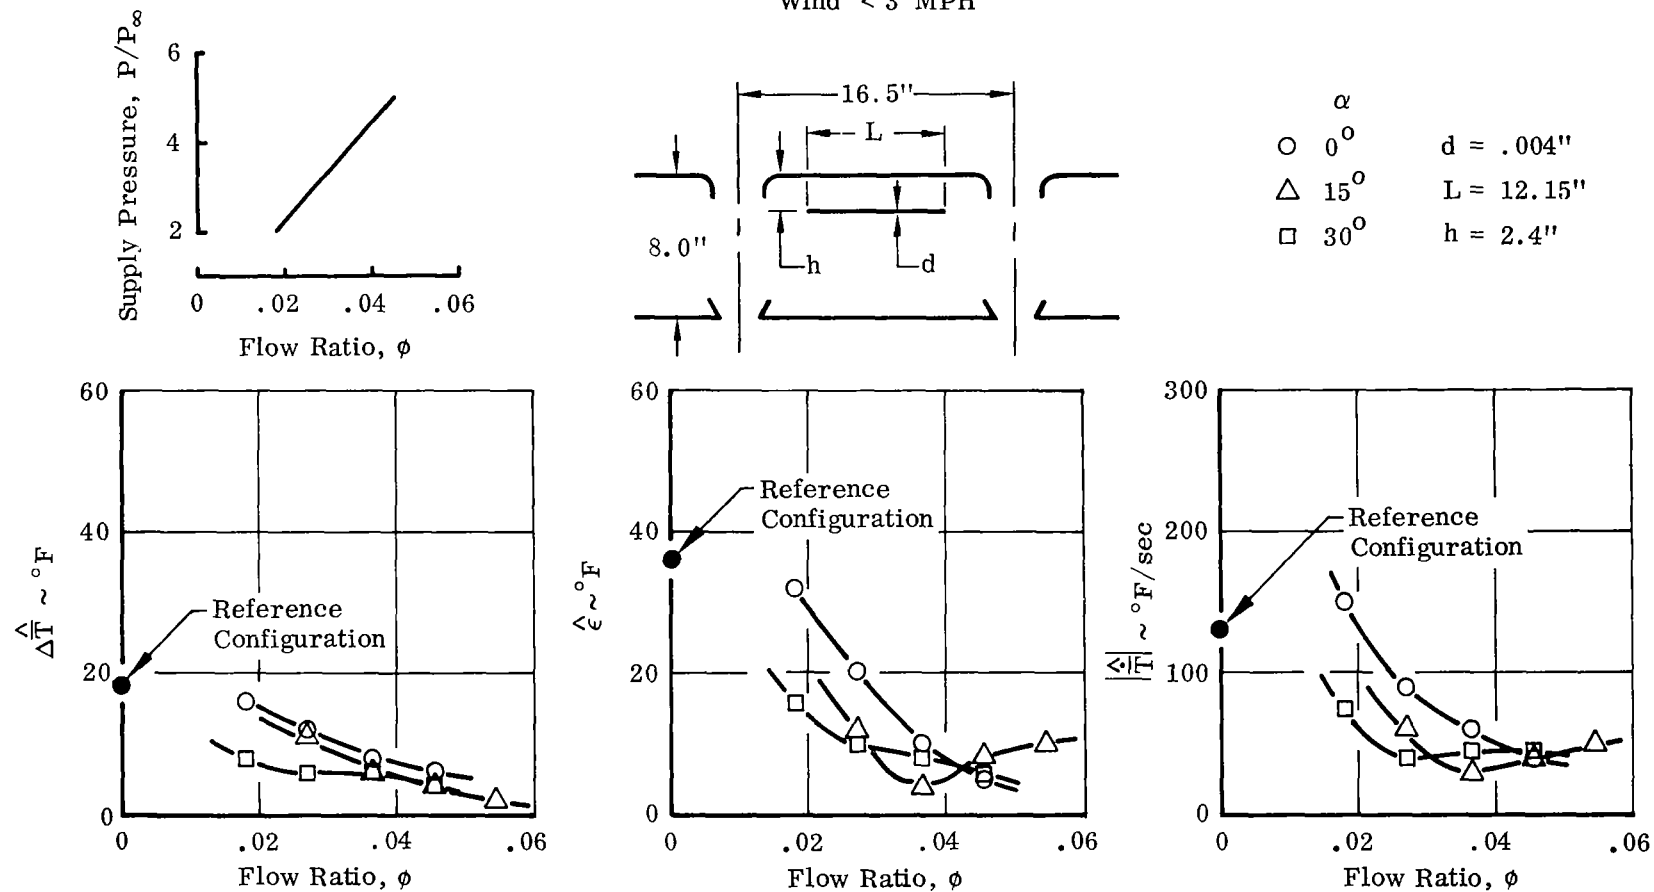 Wind < 3 MPH
Supply Pressure, P/P∞
6
4
2
0 .02 .04 .06
Flow Ratio, φ
16.5"
L
8.0"
h
d
α
○ 0° d = .004"
△ 15° L = 12.15"
□ 30° h = 2.4"
60
40
20
0
~ °F
Reference
Configuration
0 .02 .04 .06
Flow Ratio, φ
60
40
20
0
ε̂ ~ °F
Reference
Configuration
0 .02 .04 .06
Flow Ratio, φ
300
200
100
0
~ °F/sec
Reference
Configuration
0 .02 .04 .06
Flow Ratio, φ